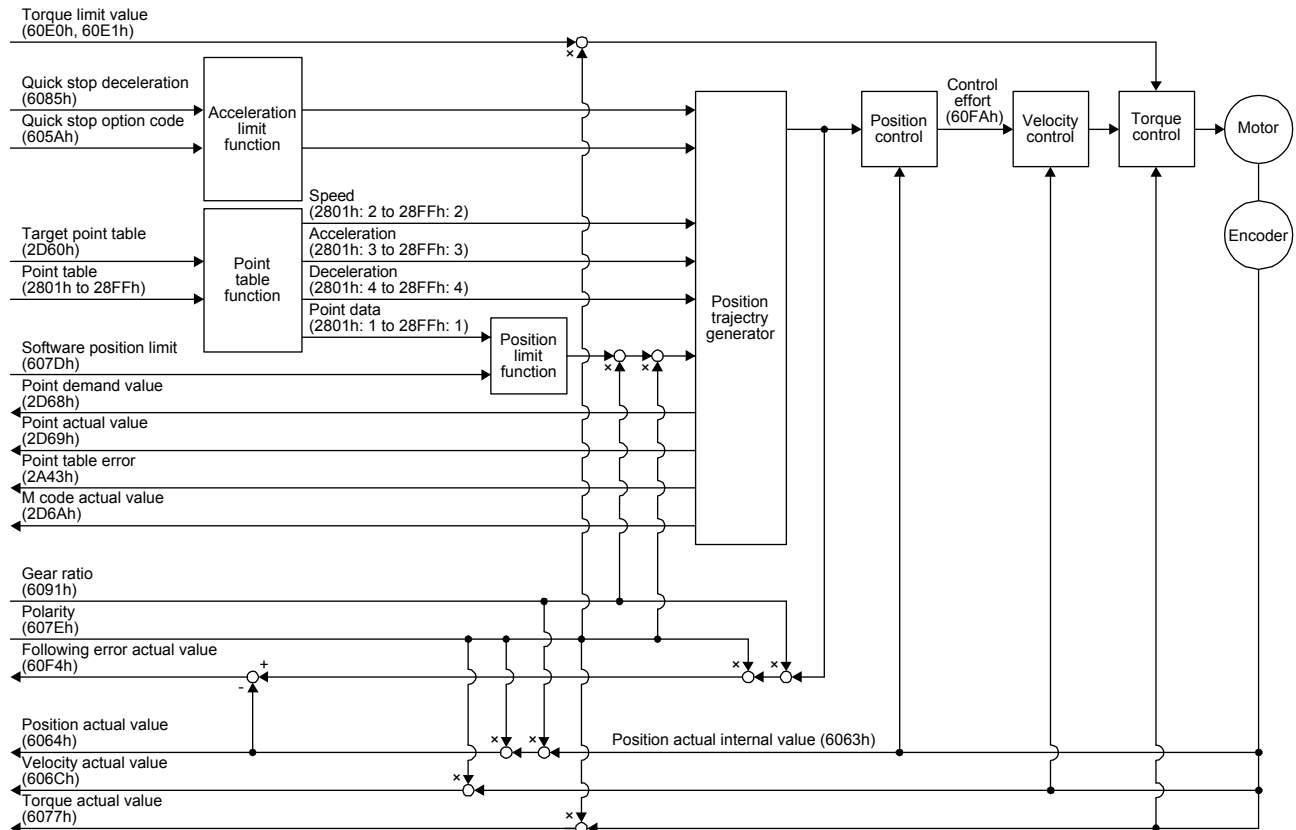 Torque limit value
(60E0h, 60E1h)
×
Quick stop deceleration
(6085h)
Quick stop option code
(605Ah)
Acceleration
limit
function
Control
effort
(60FAh)
Position
control
Velocity
control
Torque
control
Motor
Encoder
Speed
(2801h: 2 to 28FFh: 2)
Target point table
(2D60h)
Point table
(2801h to 28FFh)
Point
table
function
Acceleration
(2801h: 3 to 28FFh: 3)
Deceleration
(2801h: 4 to 28FFh: 4)
Point data
(2801h: 1 to 28FFh: 1)
Position
trajectry
generator
Software position limit
(607Dh)
Position
limit
function
×
×
Point demand value
(2D68h)
Point actual value
(2D69h)
Point table error
(2A43h)
M code actual value
(2D6Ah)
Gear ratio
(6091h)
Polarity
(607Eh)
Following error actual value
(60F4h)
+
-
×
×
Position actual value
(6064h)
×
×
Position actual internal value (6063h)
Velocity actual value
(606Ch)
×
Torque actual value
(6077h)
×